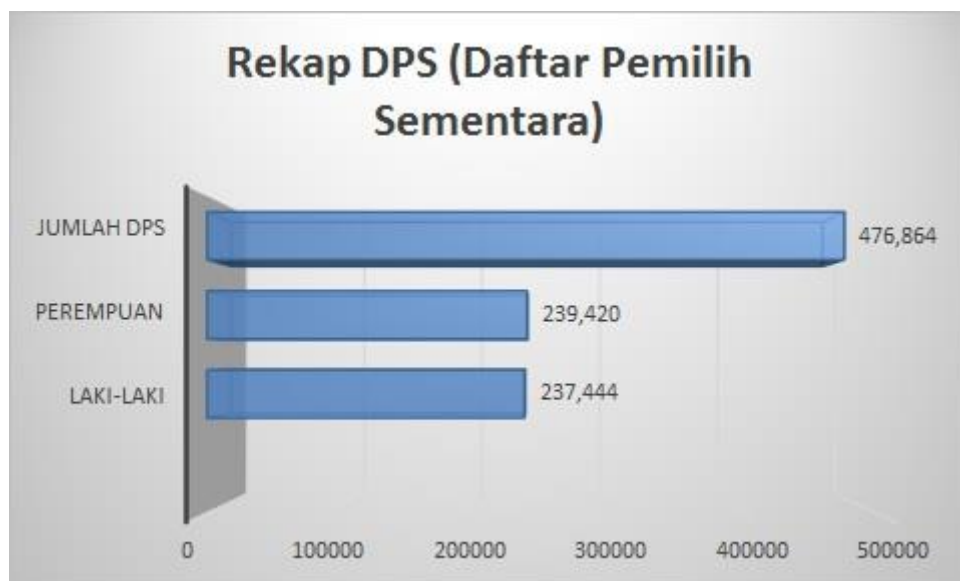 Rekap DPS (Daftar Pemilih
Sementara)
JUMLAH DPS
476,864
PEREMPUAN
239,420
LAKI-LAKI
237,444
0 100000 200000 300000 400000 500000